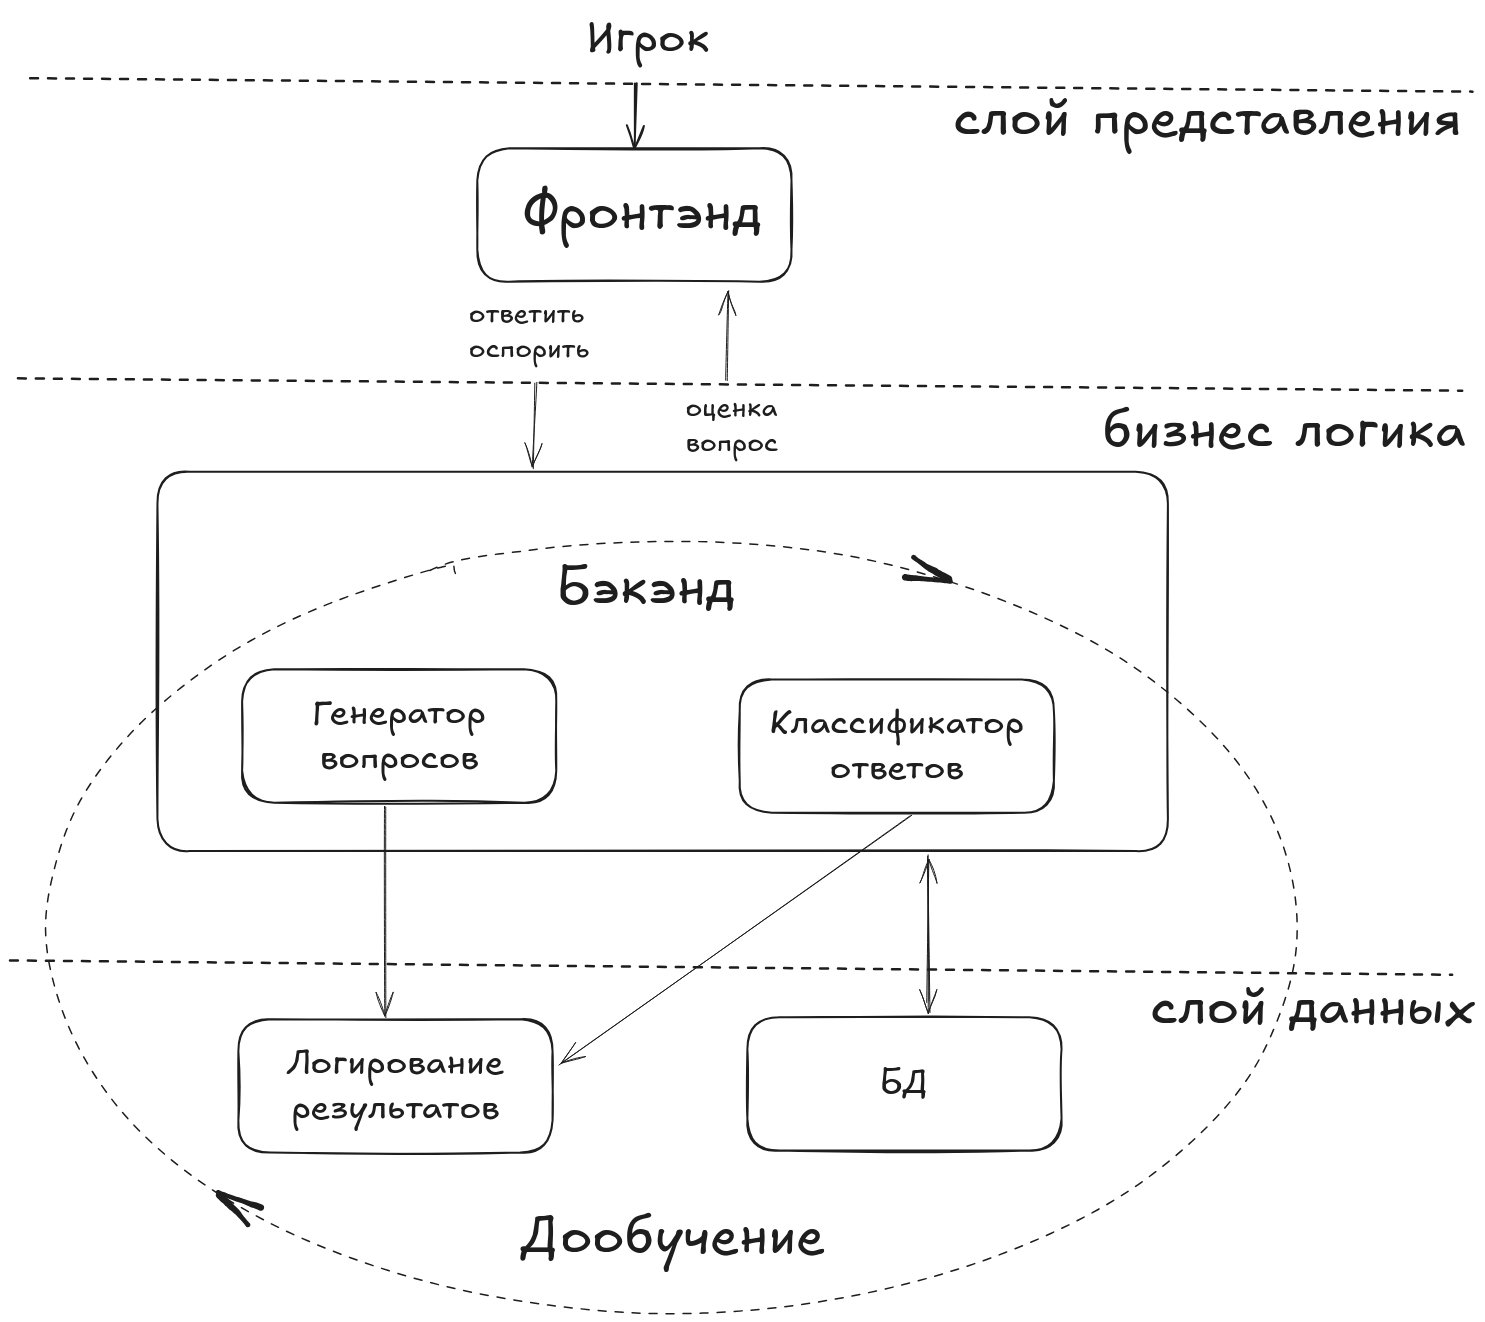 Игрок
слой представления
Фронтэнд
ответить
оспорить
оценка
вопрос
бизнес логика
Бэкэнд
Генератор
вопросов
Классификатор
ответов
слой данных
Логирование
результатов
БД
Дообучение